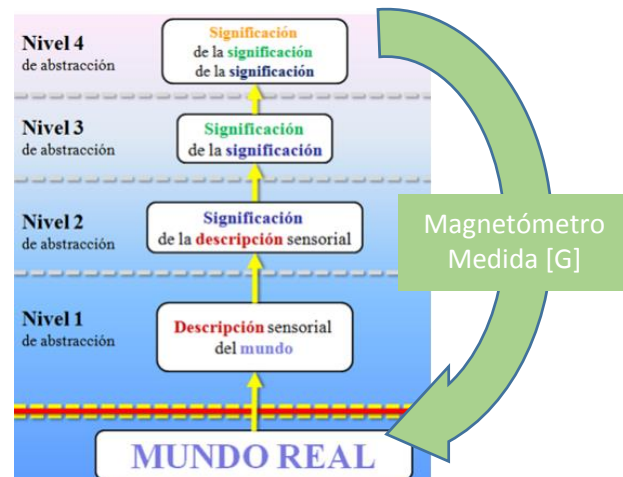 Nivel 4
de abstracción
Significación
de la significación
de la significación
Nivel 3
de abstracción
Significación
de la significación
Nivel 2
de abstracción
Significación
de la descripción sensorial
Magnetómetro
Medida [G]
Nivel 1
de abstracción
Descripción sensorial
del mundo
MUNDO REAL